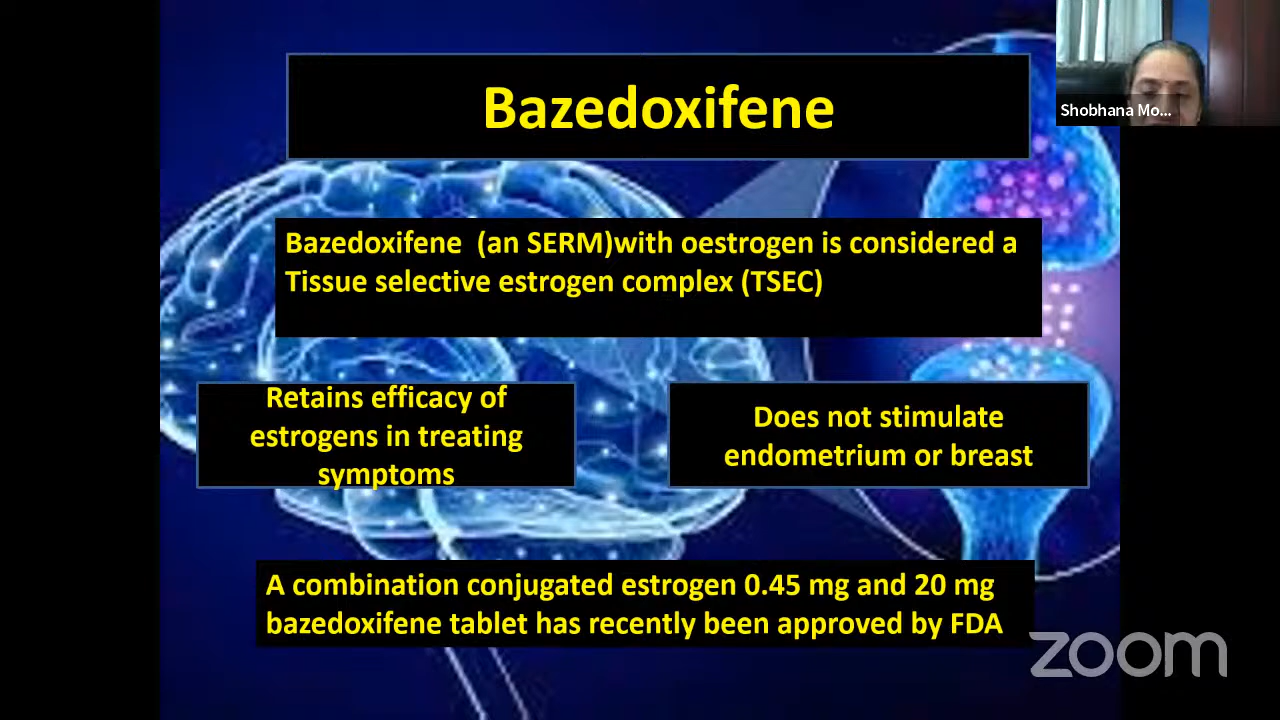 Bazedoxifene
Shobhana Mo...
Bazedoxifene (an SERM)with oestrogen is considered a
Tissue selective estrogen complex (TSEC)
Retains efficacy of
estrogens in treating
symptoms
Does not stimulate
endometrium or breast
A combination conjugated estrogen 0.45 mg and 20 mg
bazedoxifene tablet has recently been approved by FDA
zoom